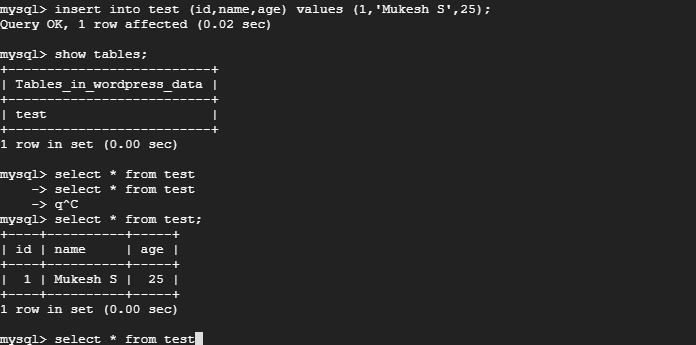 mysql> insert into test (id,name,age) values (1,'Mukesh S',25);
Query OK, 1 row affected (0.02 sec)
mysql> show tables;
+---------------------------+
| Tables_in_wordpress_data |
+---------------------------+
| test                      |
+---------------------------+
1 row in set (0.00 sec)
mysql> select * from test
    -> select * from test
    -> q^C
mysql> select * from test;
+----+----------+-----+
| id | name     | age |
+----+----------+-----+
|  1 | Mukesh S |  25 |
+----+----------+-----+
1 row in set (0.00 sec)
mysql> select * from test